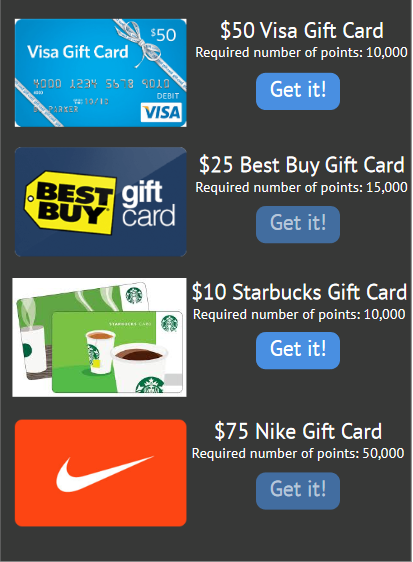 $50 Visa Gift Card
Required number of points: 10,000
Get it!
$50
Visa Gift Card
4000 1234 5678 9010
DEBIT
PARKER
VISA
$25 Best Buy Gift Card
Required number of points: 15,000
Get it!
BEST BUY
gift card
$10 Starbucks Gift Card
Required number of points: 10,000
Get it!
STARBUCKS CARD
$75 Nike Gift Card
Required number of points: 50,000
Get it!